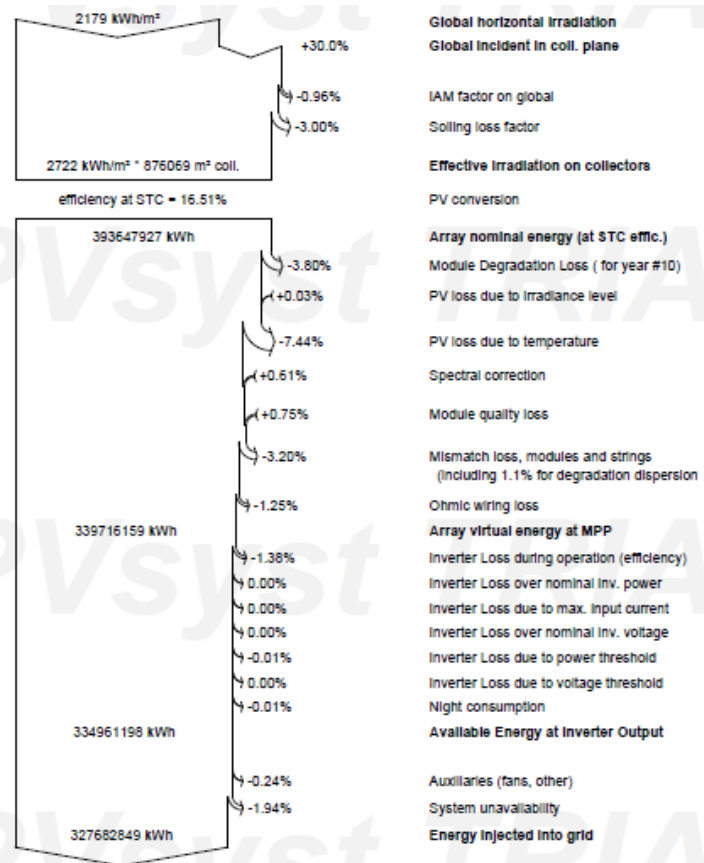 2179 kWh/m² Global horizontal irradiation
+30.0% Global incident in coll. plane
-0.96% IAM factor on global
-3.00% Soiling loss factor
2722 kWh/m² * 876069 m² coll. Effective irradiation on collectors
efficiency at STC = 16.51% PV conversion
393647927 kWh Array nominal energy (at STC effic.)
-3.80% Module Degradation Loss ( for year #10)
+0.03% PV loss due to irradiance level
-7.44% PV loss due to temperature
+0.61% Spectral correction
+0.75% Module quality loss
-3.20% Mismatch loss, modules and strings
(including 1.1% for degradation dispersion
-1.25% Ohmic wiring loss
339716159 kWh Array virtual energy at MPP
-1.38% Inverter Loss during operation (efficiency)
0.00% Inverter Loss over nominal inv. power
0.00% Inverter Loss due to max. input current
0.00% Inverter Loss over nominal inv. voltage
-0.01% Inverter Loss due to power threshold
0.00% Inverter Loss due to voltage threshold
-0.01% Night consumption
334961198 kWh Available Energy at Inverter Output
-0.24% Auxiliaries (fans, other)
-1.94% System unavailability
327682849 kWh Energy injected into grid
PVsyst TRIA
PVsyst TRIA